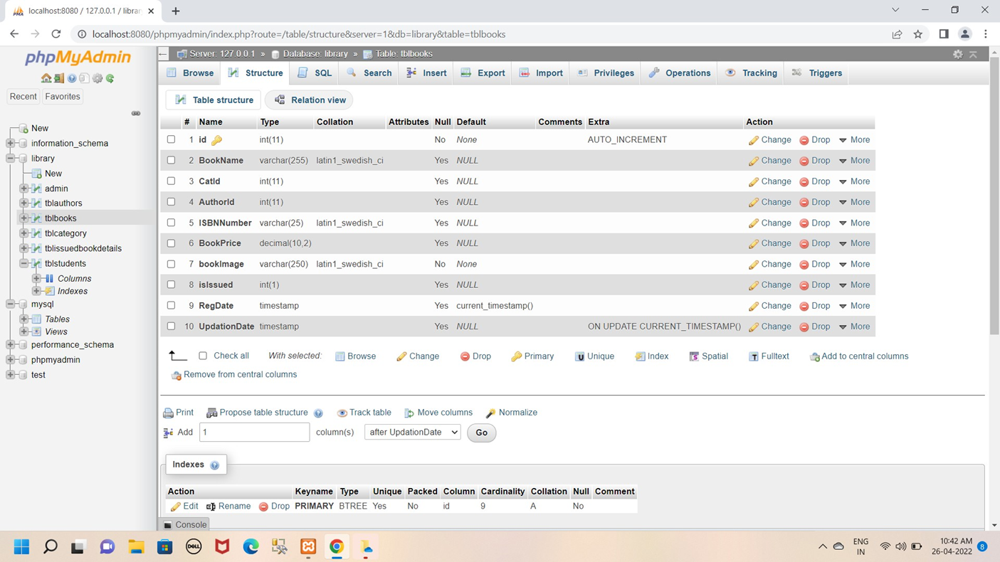 localhost:8080 / 127.0.0.1 / librar
localhost:8080/phpmyadmin/index.php?route=/table/structure&server=1&db=library&table=tblbooks
phpMyAdmin
Recent Favorites
New
information_schema
library
New
admin
tblauthors
tblbooks
tblcategory
tblissuedbookdetails
tblstudents
Columns
Indexes
mysql
Tables
Views
performance_schema
phpmyadmin
test
Server: 127.0.0.1 » Database: library » Table: tblbooks
Browse Structure SQL Search Insert Export Import Privileges Operations Tracking Triggers
Table structure Relation view
# Name Type Collation Attributes Null Default Comments Extra Action
1 id int(11) No None AUTO_INCREMENT Change Drop More
2 BookName varchar(255) latin1_swedish_ci Yes NULL Change Drop More
3 CatId int(11) Yes NULL Change Drop More
4 AuthorId int(11) Yes NULL Change Drop More
5 ISBNNumber varchar(25) latin1_swedish_ci Yes NULL Change Drop More
6 BookPrice decimal(10,2) Yes NULL Change Drop More
7 bookImage varchar(250) latin1_swedish_ci No None Change Drop More
8 isIssued int(1) Yes NULL Change Drop More
9 RegDate timestamp Yes current_timestamp() Change Drop More
10 UpdationDate timestamp Yes NULL ON UPDATE CURRENT_TIMESTAMP() Change Drop More
Check all With selected: Browse Change Drop Primary Unique Index Spatial Fulltext Add to central columns
Remove from central columns
Print Propose table structure Track table Move columns Normalize
Add 1 column(s) after UpdationDate Go
Indexes
Action Keyname Type Unique Packed Column Cardinality Collation Null Comment
Edit Rename Drop PRIMARY BTREE Yes No id 9 A No
Console
DELL
ENG
IN
10:42 AM
26-04-2022
8